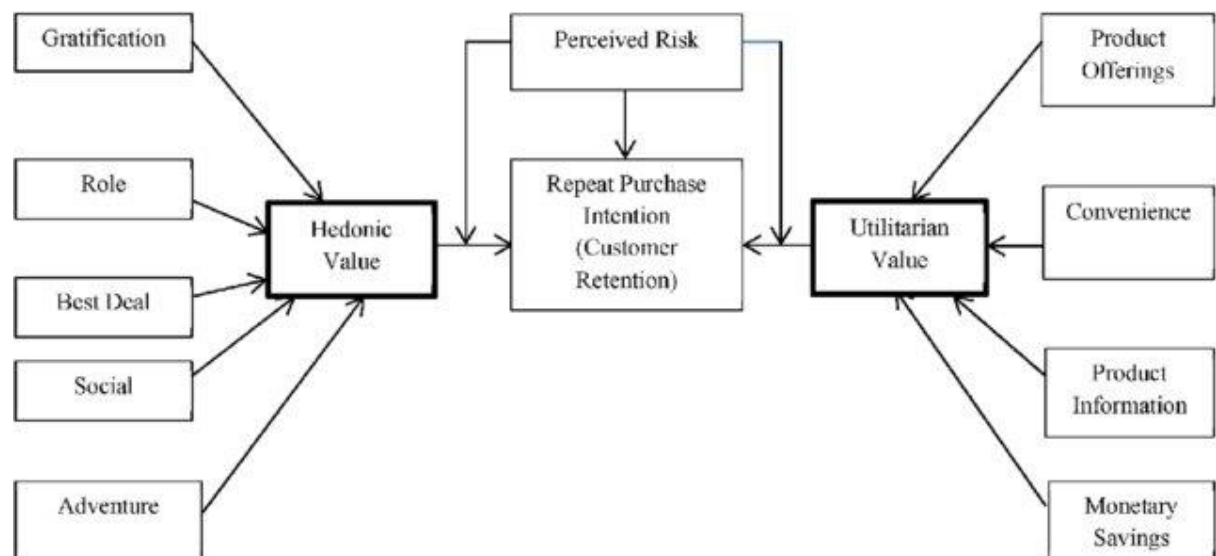 Gratification
Role
Best Deal
Social
Adventure
Hedonic
Value
Perceived Risk
Repeat Purchase
Intention
(Customer
Retention)
Utilitarian
Value
Product
Offerings
Convenience
Product
Information
Monetary
Savings